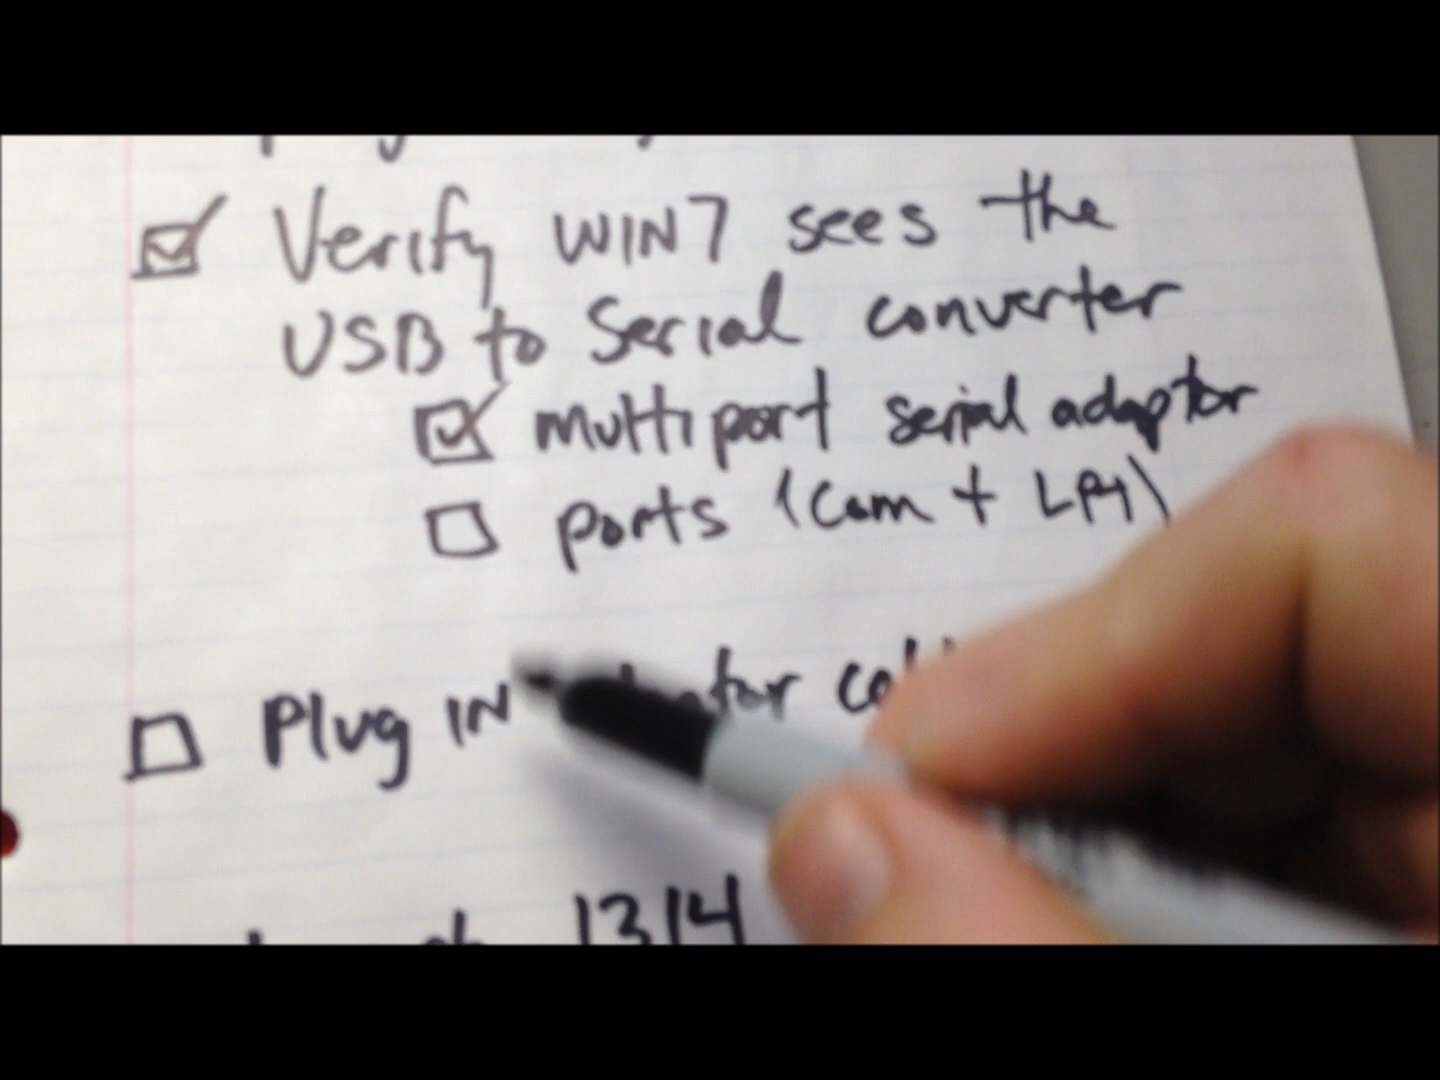 Verify WIN7 sees the
USB to Serial converter
multiport serial adaptor
ports (Com + LPT)
Plug IN
1314